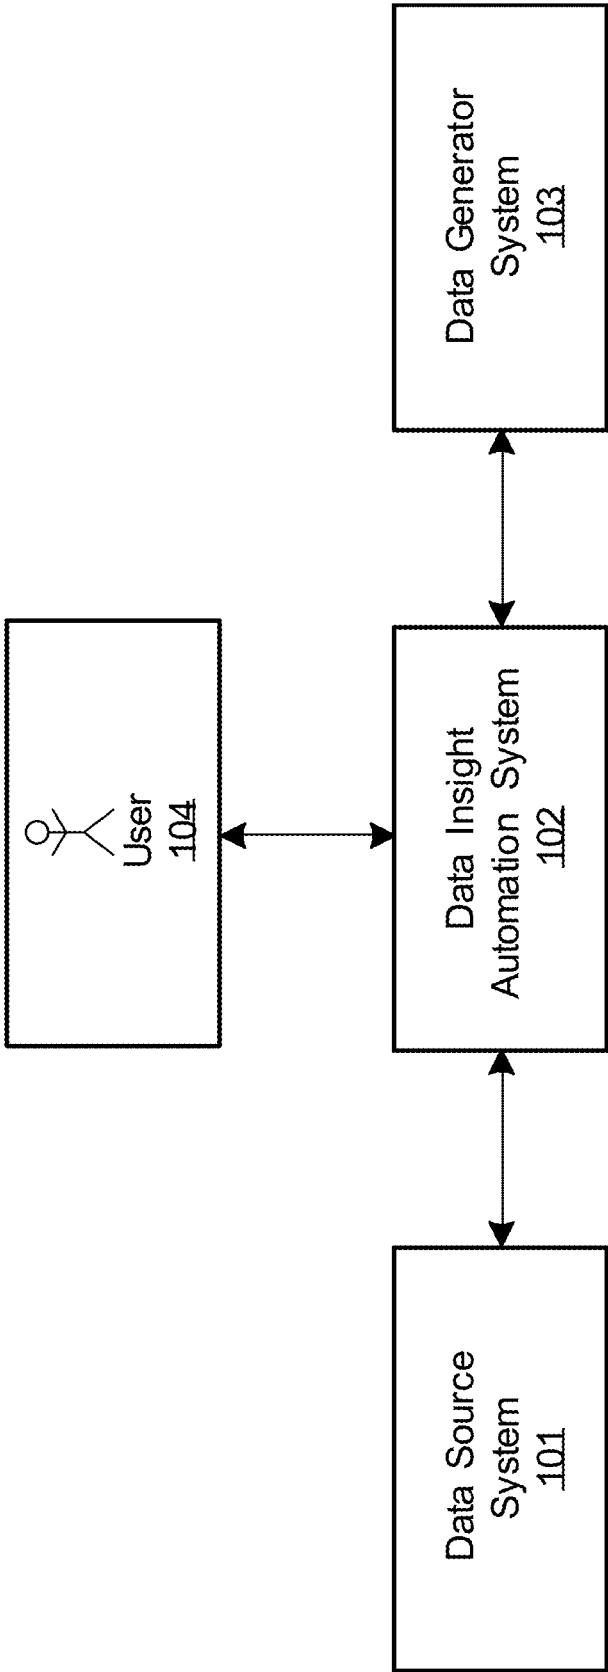 User
104
Data Source
System
101
Data Insight
Automation System
102
Data Generator
System
103